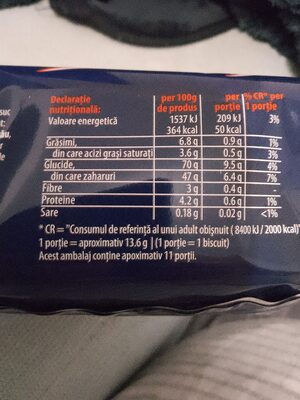 suc
Declarație per 100g per % CR* per
nutrițională: de produs porție 1 porție
Valoare energetică 1537 kJ 209 kJ 3%
364 kcal 50 kcal
Grăsimi, 6.8 g 0.9 g 1%
din care acizi grași saturați 3.6 g 0.5 g 3%
Glucide, 70 g 9.5 g 4%
din care zaharuri 47 g 6.4 g 7%
Fibre 3 g 0.4 g -
Proteine 4.2 g 0.6 g 1%
Sare 0.18 g 0.02 g <1%
* CR = "Consumul de referință al unui adult obișnuit ( 8400 kJ / 2000 kcal)"
1 porție = aproximativ 13.6 g | (1 porție = 1 biscuit)
Acest ambalaj conține apoximativ 11 porții.